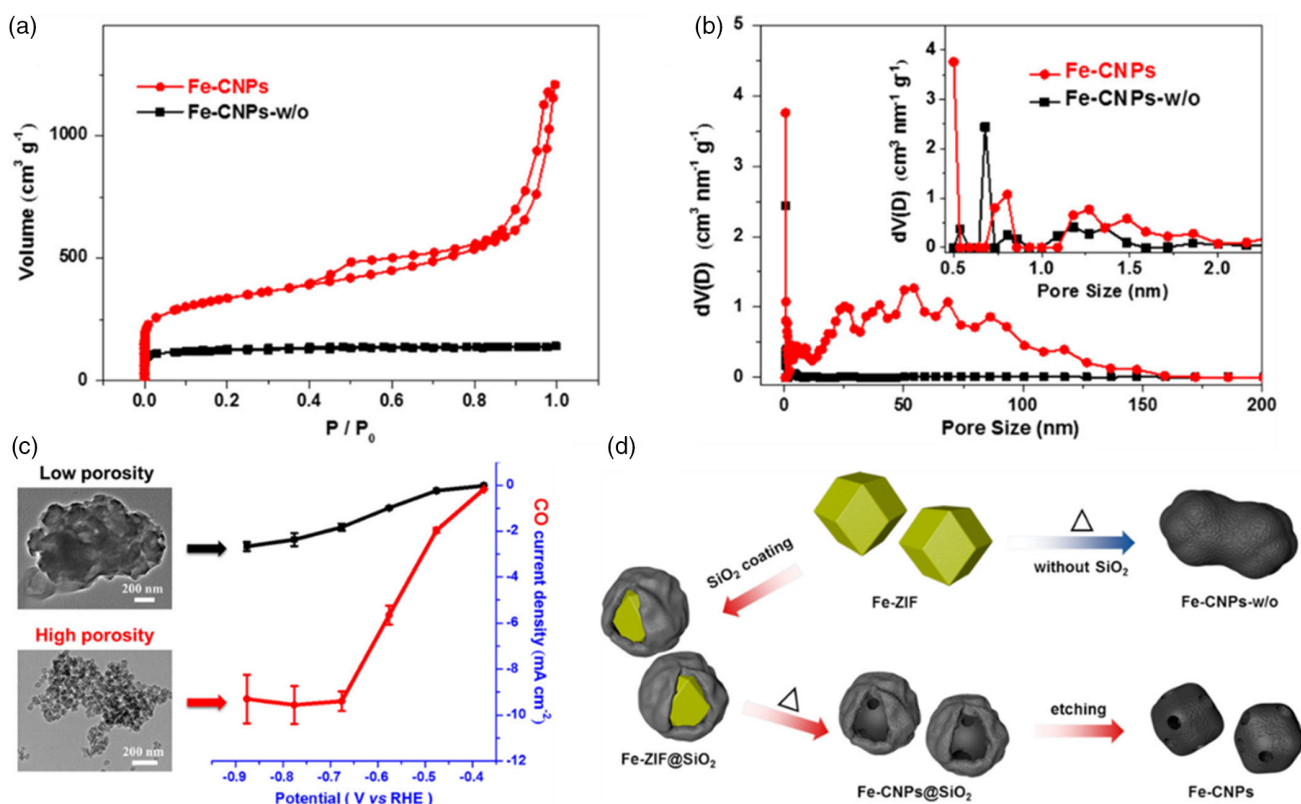 (a)
Fe-CNPs
Fe-CNPs-w/o
Volume (cm³ g⁻¹)
1000
500
0
0.0 0.2 0.4 0.6 0.8 1.0
P / P₀
(b)
5
4
3
2
1
0
dV(D) (cm³ nm⁻¹ g⁻¹)
0 50 100 150 200
Pore Size (nm)
Fe-CNPs
Fe-CNPs-w/o
4
3
2
1
0
dV(D) (cm³ nm⁻¹ g⁻¹)
0.5 1.0 1.5 2.0
Pore Size (nm)
(c)
Low porosity
200 nm
High porosity
200 nm
0
-2
-4
-6
-8
-10
-12
CO current density (mA cm⁻²)
-0.9 -0.8 -0.7 -0.6 -0.5 -0.4
Potential ( V vs RHE )
(d)
SiO₂ coating
Fe-ZIF
△
without SiO₂
Fe-CNPs-w/o
Fe-ZIF@SiO₂
△
Fe-CNPs@SiO₂
etching
Fe-CNPs